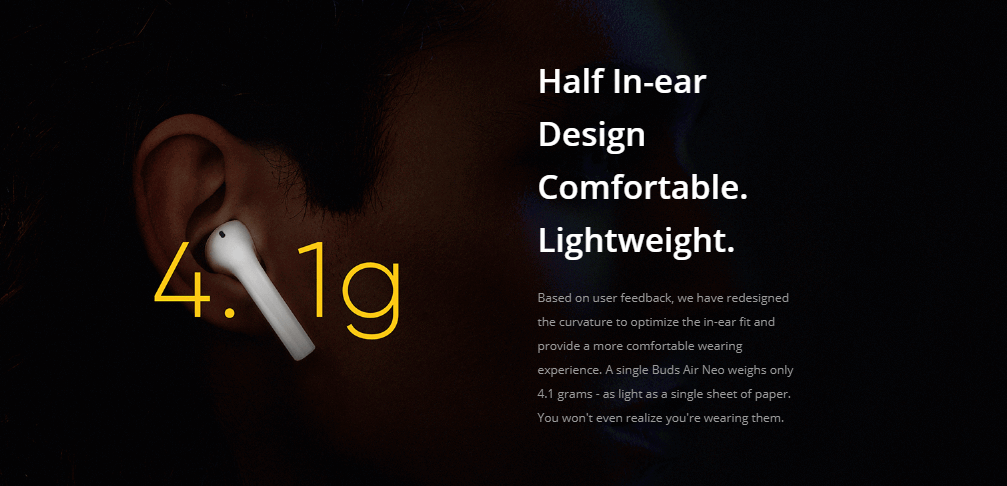 4. 1g
Half In-ear
Design
Comfortable.
Lightweight.
Based on user feedback, we have redesigned
the curvature to optimize the in-ear fit and
provide a more comfortable wearing
experience. A single Buds Air Neo weighs only
4.1 grams - as light as a single sheet of paper.
You won't even realize you're wearing them.